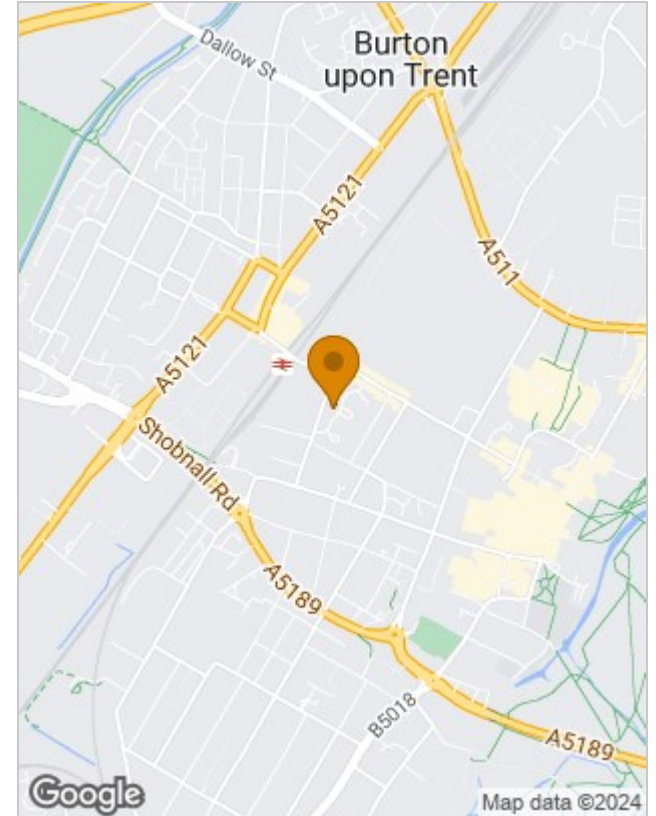 Dallow St
Burton
upon Trent
A5121
A511
A5121
Shobnall Rd
A5189
B5018
A5189
Google
Map data ©2024